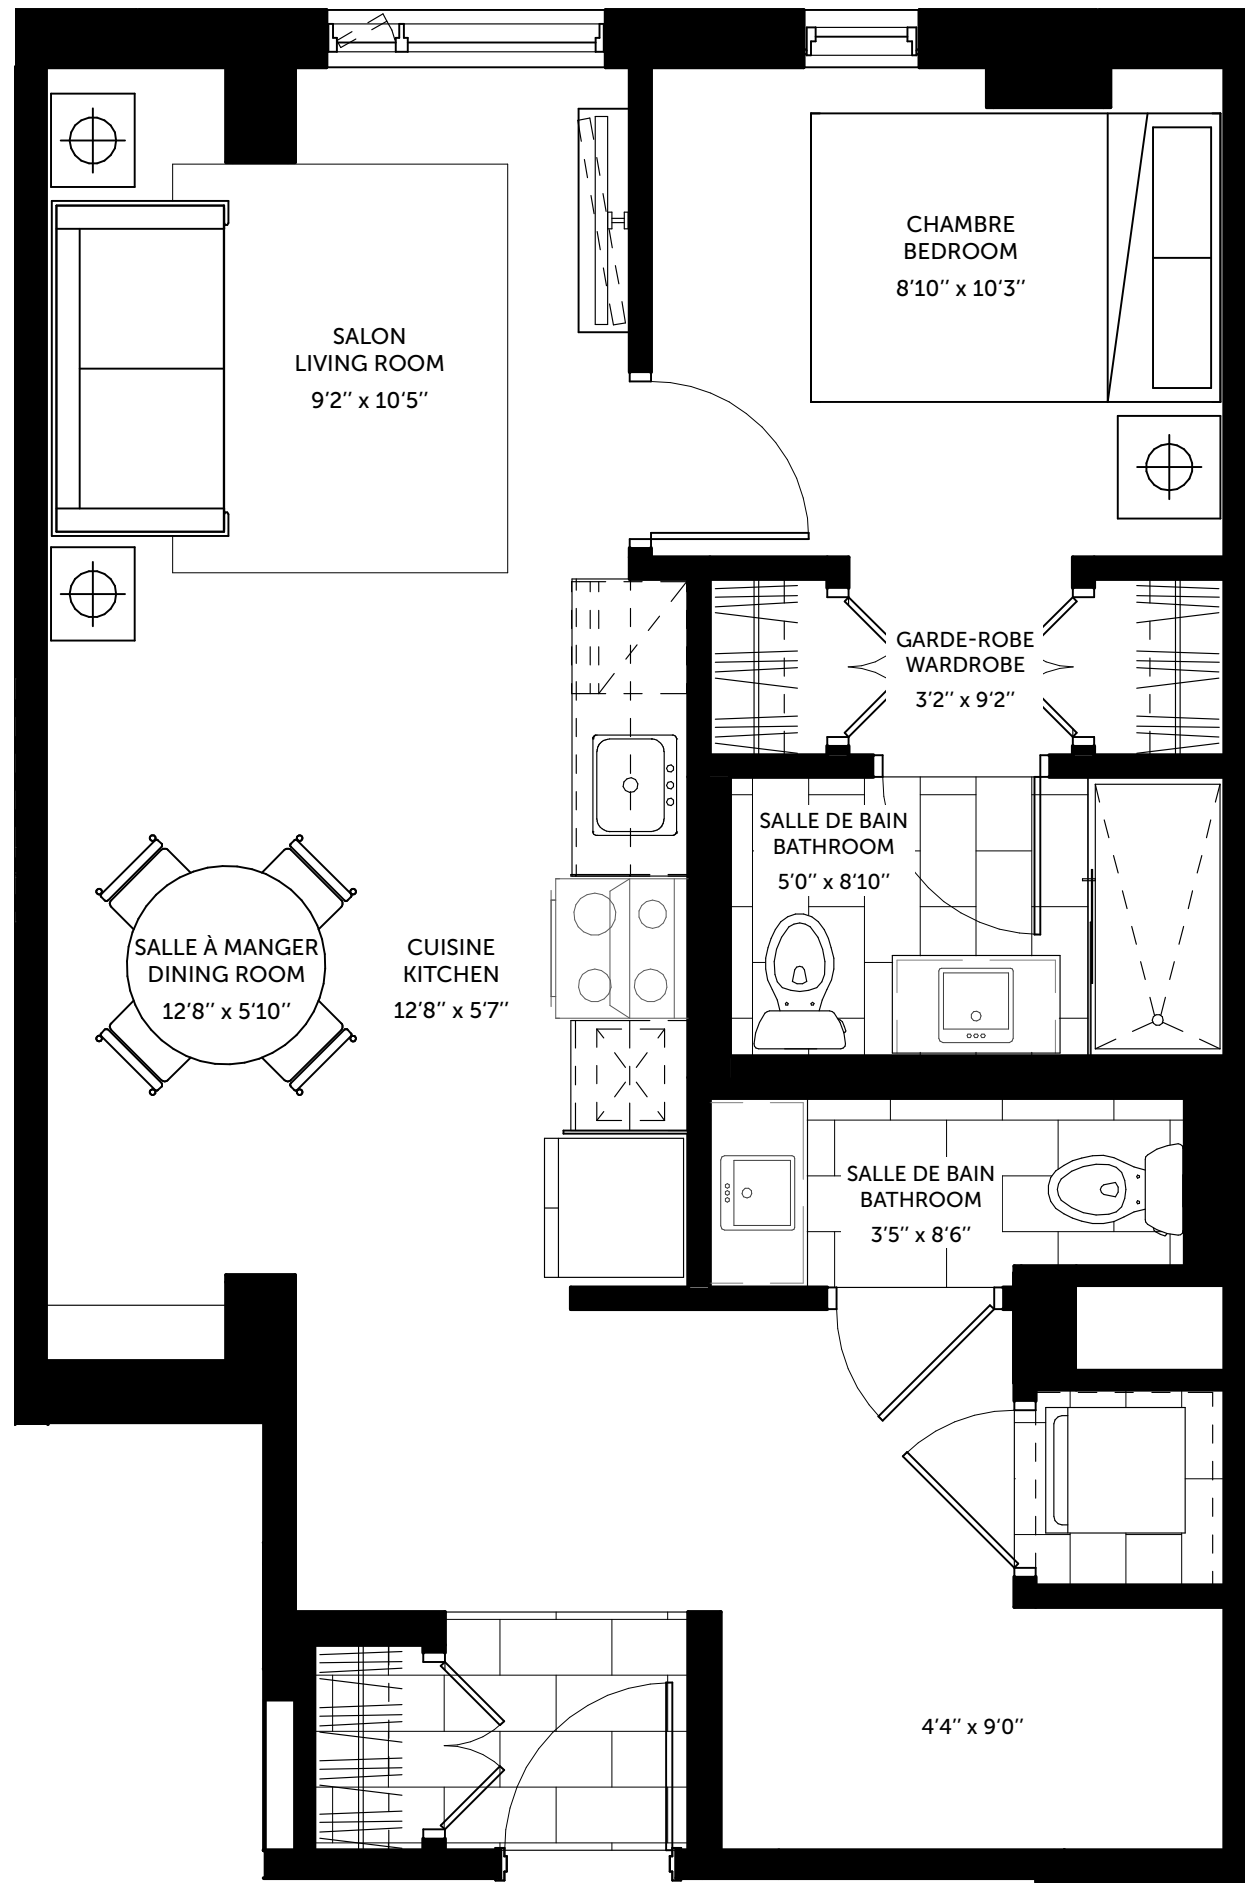 CHAMBRE
BEDROOM
8'10'' x 10'3''
SALON
LIVING ROOM
9'2'' x 10'5''
GARDE-ROBE
WARDROBE
3'2'' x 9'2''
SALLE DE BAIN
BATHROOM
5'0'' x 8'10''
SALLE À MANGER
DINING ROOM
12'8'' x 5'10''
CUISINE
KITCHEN
12'8'' x 5'7''
SALLE DE BAIN
BATHROOM
3'5'' x 8'6''
4'4'' x 9'0''